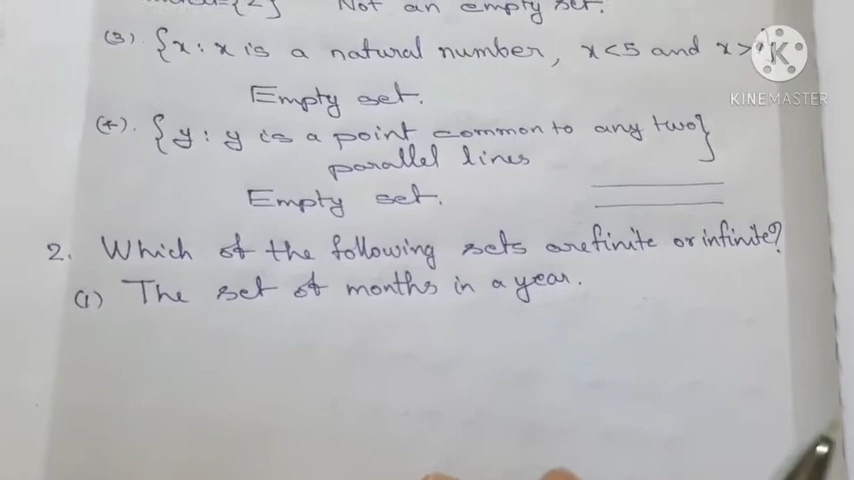 Not an empty set.
(3) {x : x is a natural number, x < 5 and x >
Empty set.
(4). {y : y is a point common to any two}
parallel lines
Empty set.
2. Which of the following sets are finite or infinite?
(1) The set of months in a year.
KINEMASTER